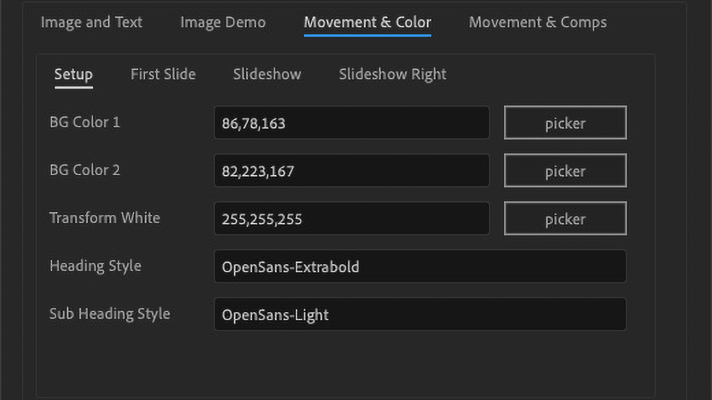 Image and Text Image Demo Movement & Color Movement & Comps
Setup First Slide Slideshow Slideshow Right
BG Color 1 86,78,163 picker
BG Color 2 82,223,167 picker
Transform White 255,255,255 picker
Heading Style OpenSans-Extrabold
Sub Heading Style OpenSans-Light